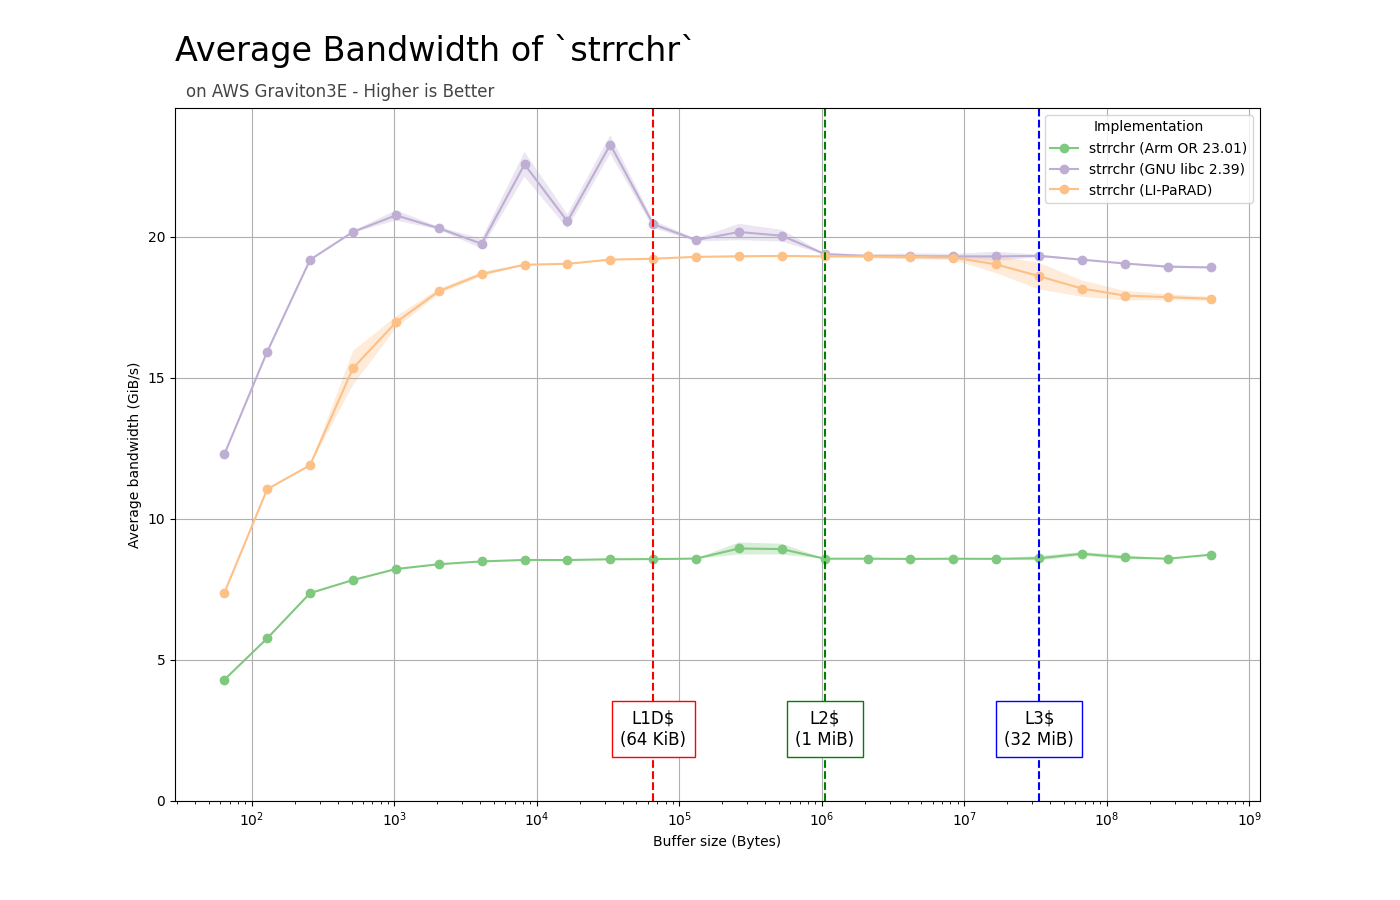 Average Bandwidth of `strrchr`
on AWS Graviton3E - Higher is Better
Implementation
strrchr (Arm OR 23.01)
strrchr (GNU libc 2.39)
strrchr (LI-PaRAD)
Average bandwidth (GiB/s)
20
15
10
5
0
L1D$
(64 KiB)
L2$
(1 MiB)
L3$
(32 MiB)
10² 10³ 10⁴ 10⁵ 10⁶ 10⁷ 10⁸ 10⁹
Buffer size (Bytes)